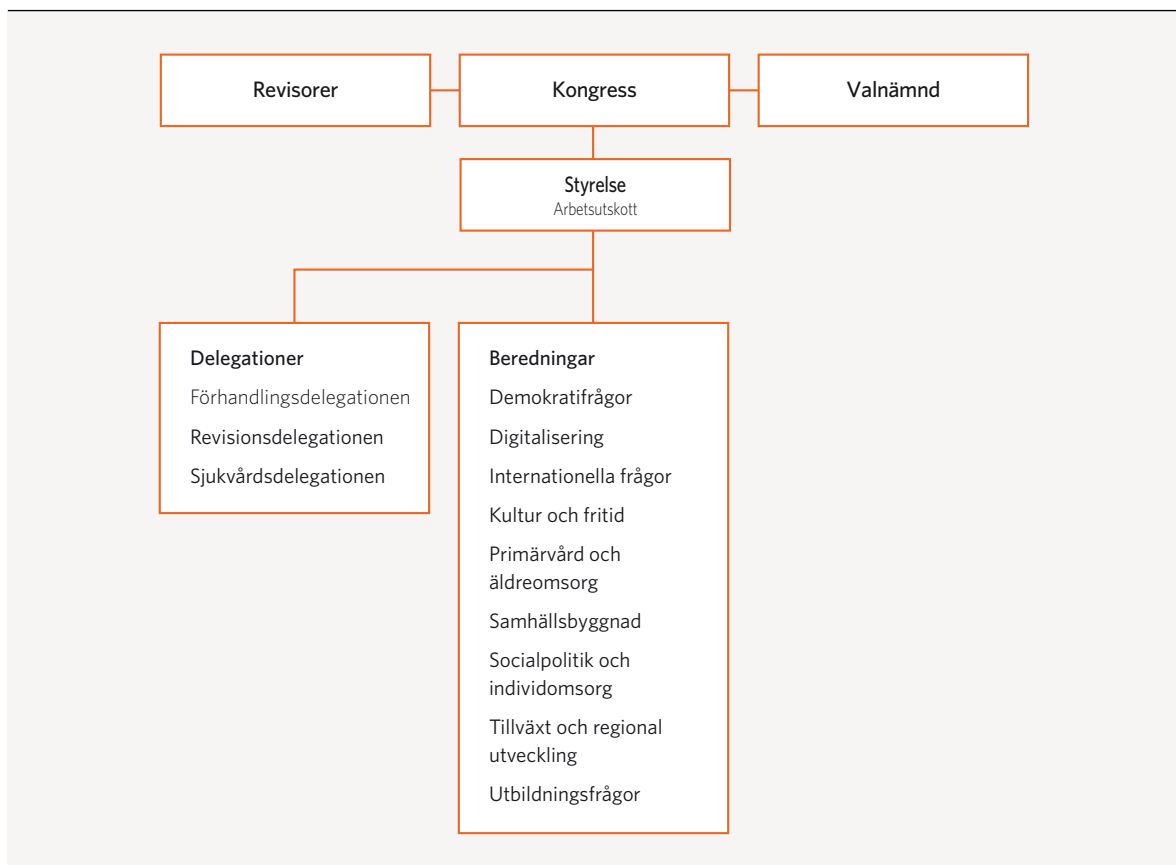 Revisorer
Kongress
Valnämnd
Styrelse
Arbetsutskott
Delegationer
Förhandlingsdelegationen
Revisionsdelegationen
Sjukvårdsdelegationen
Beredningar
Demokratifrågor
Digitalisering
Internationella frågor
Kultur och fritid
Primärvård och
äldreomsorg
Samhällsbyggnad
Socialpolitik och
individomsorg
Tillväxt och regional
utveckling
Utbildningsfrågor